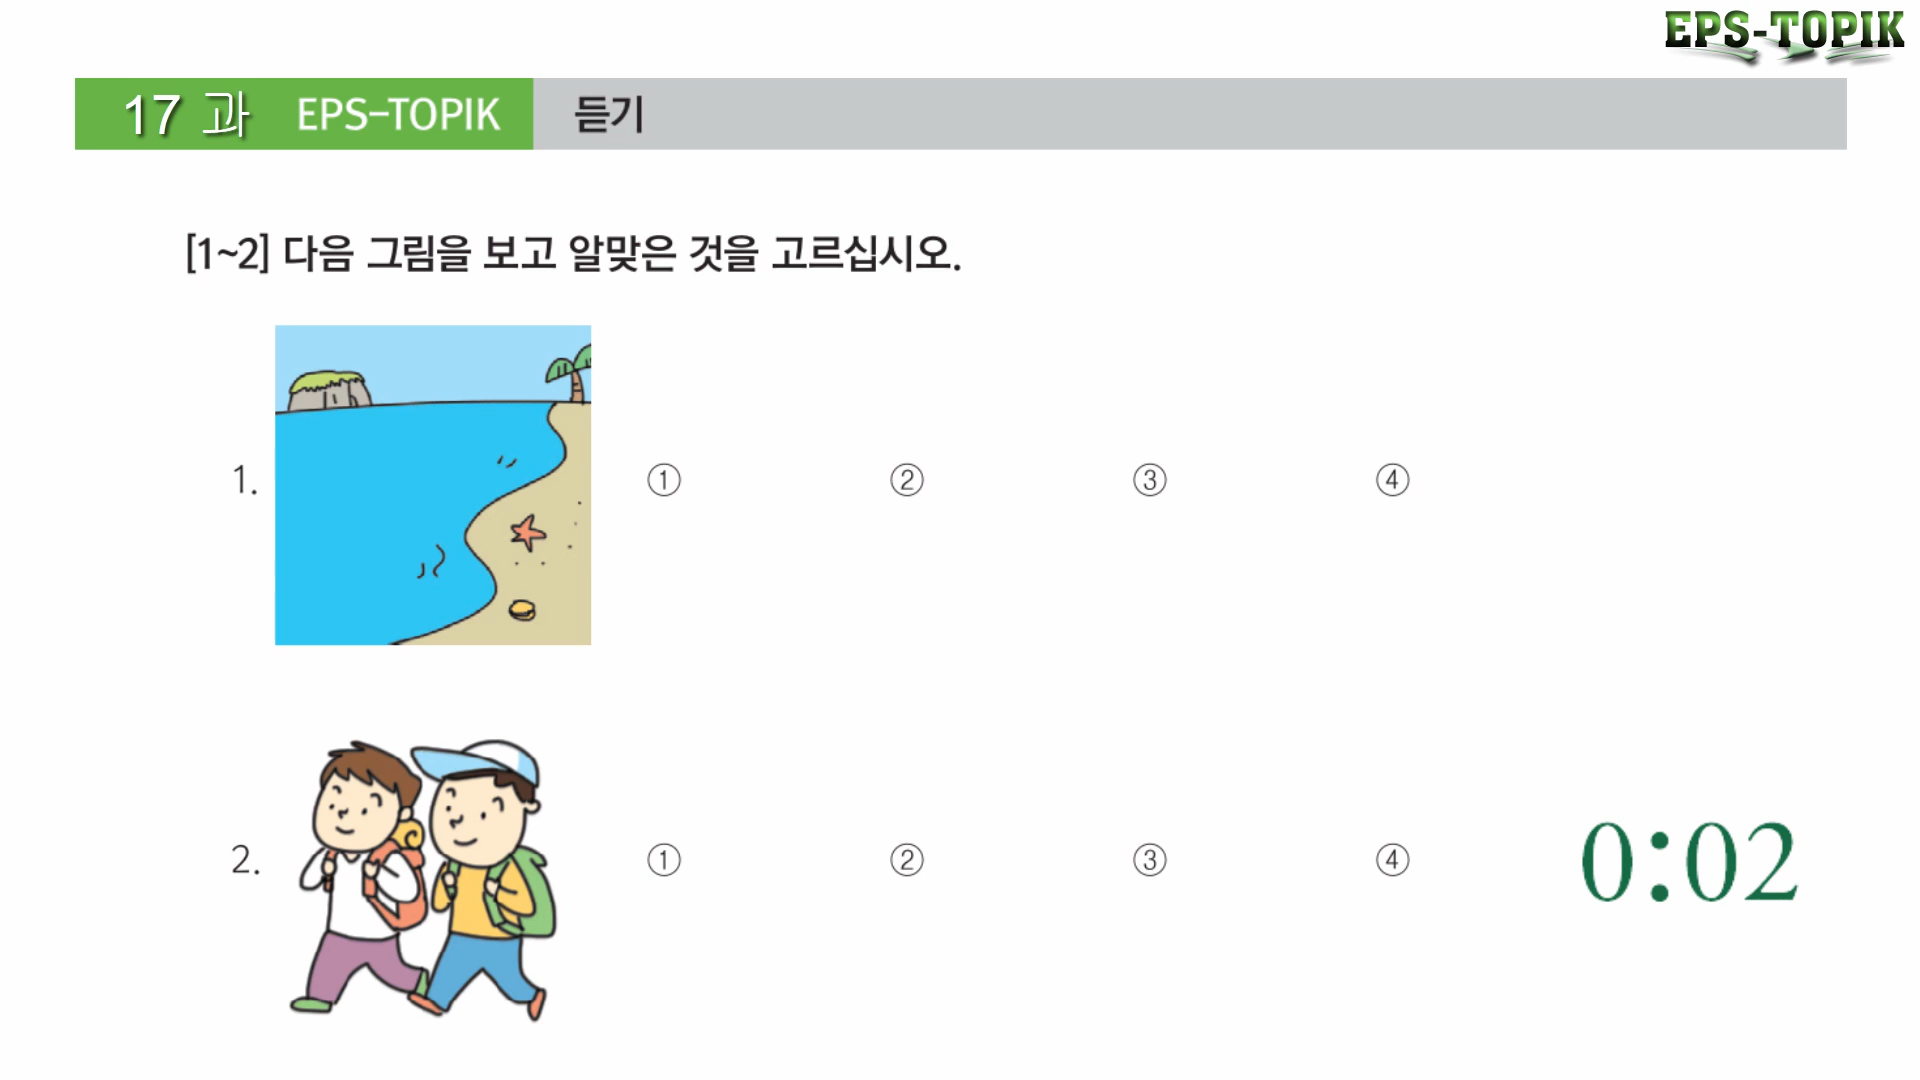 EPS-TOPIK
17 과 EPS-TOPIK 듣기
[1~2] 다음 그림을 보고 알맞은 것을 고르십시오.
1. ① ② ③ ④
2. ① ② ③ ④
0:02